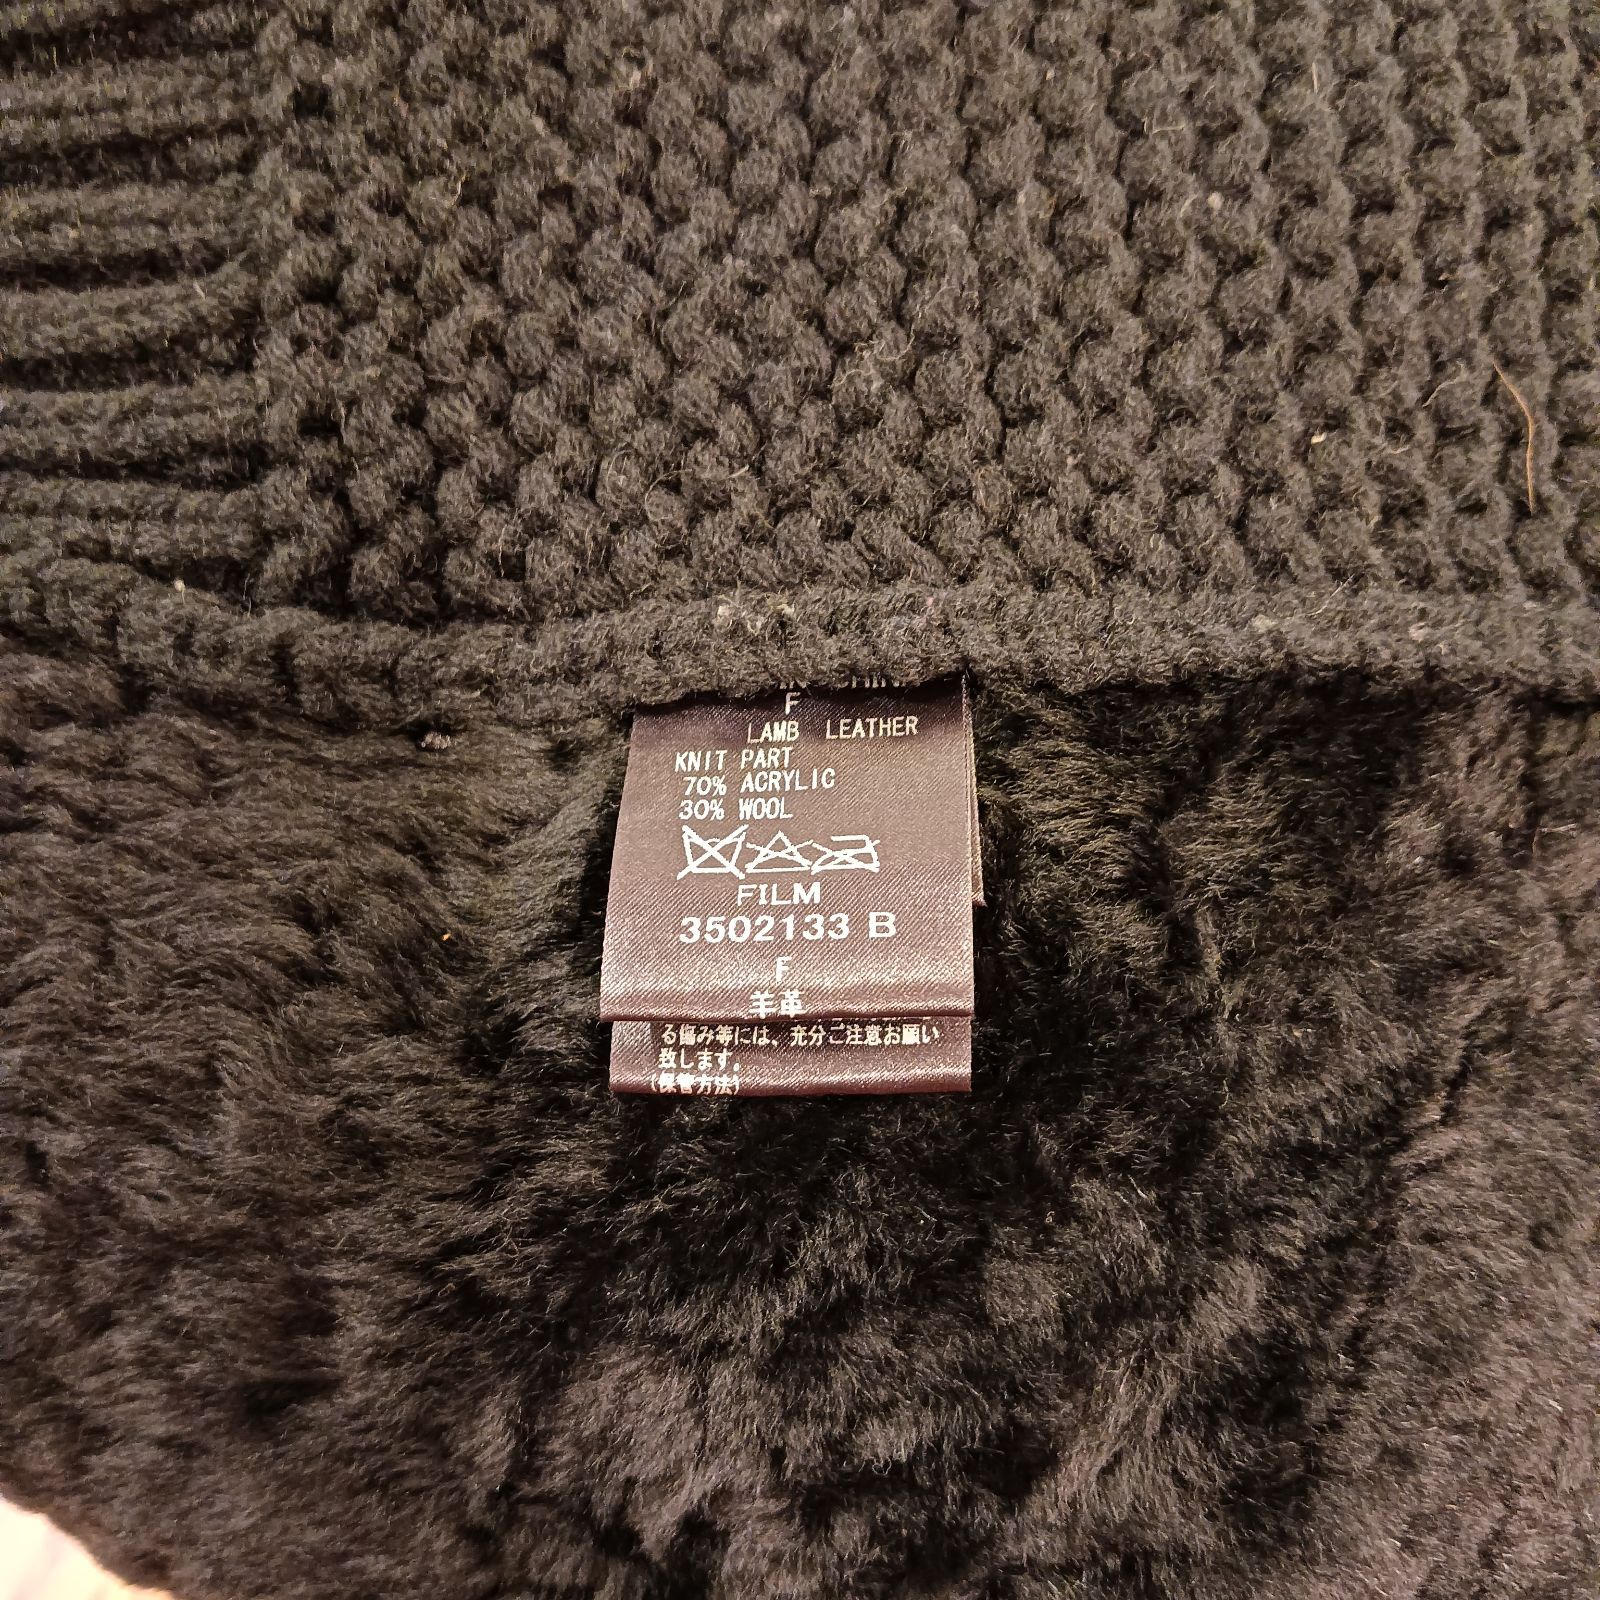 F
LAMB LEATHER
KNIT PART
70% ACRYLIC
30% WOOL
FILM
3502133 B
F
羊革
る傷み等には、充分ご注意お願い
致します。
(保管方法)